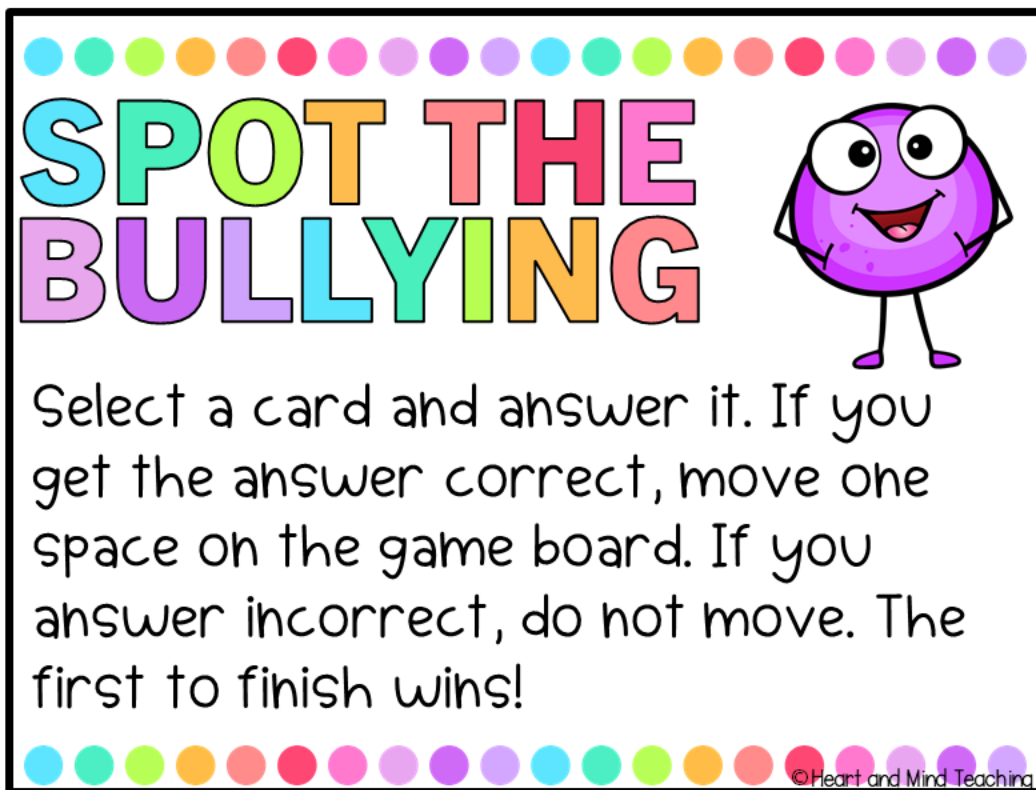 SPOT THE
BULLYING
Select a card and answer it. If you
get the answer correct, move one
space on the game board. If you
answer incorrect, do not move. The
first to finish wins!
©Heart and Mind Teaching